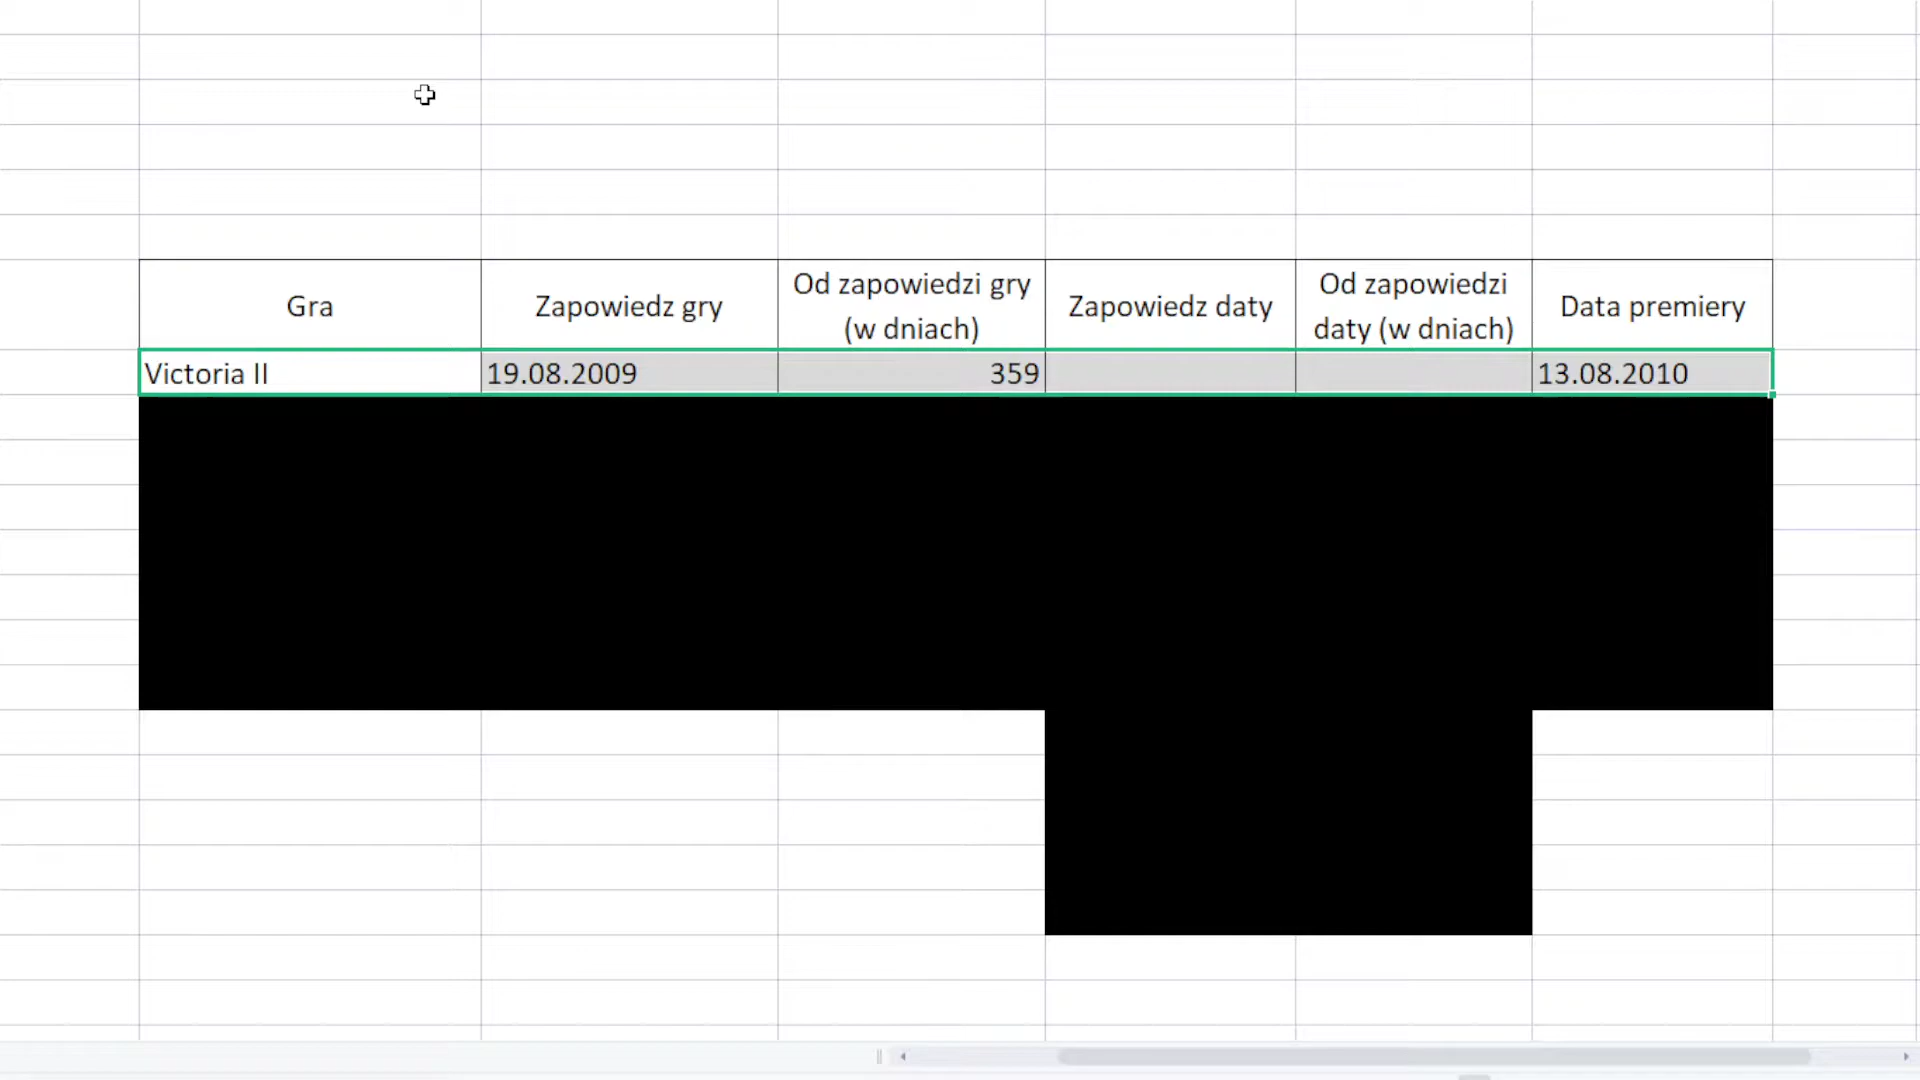 Gra
Zapowiedz gry
Od zapowiedzi gry
(w dniach)
Zapowiedz daty
Od zapowiedzi
daty (w dniach)
Data premiery
Victoria II
19.08.2009
359
13.08.2010